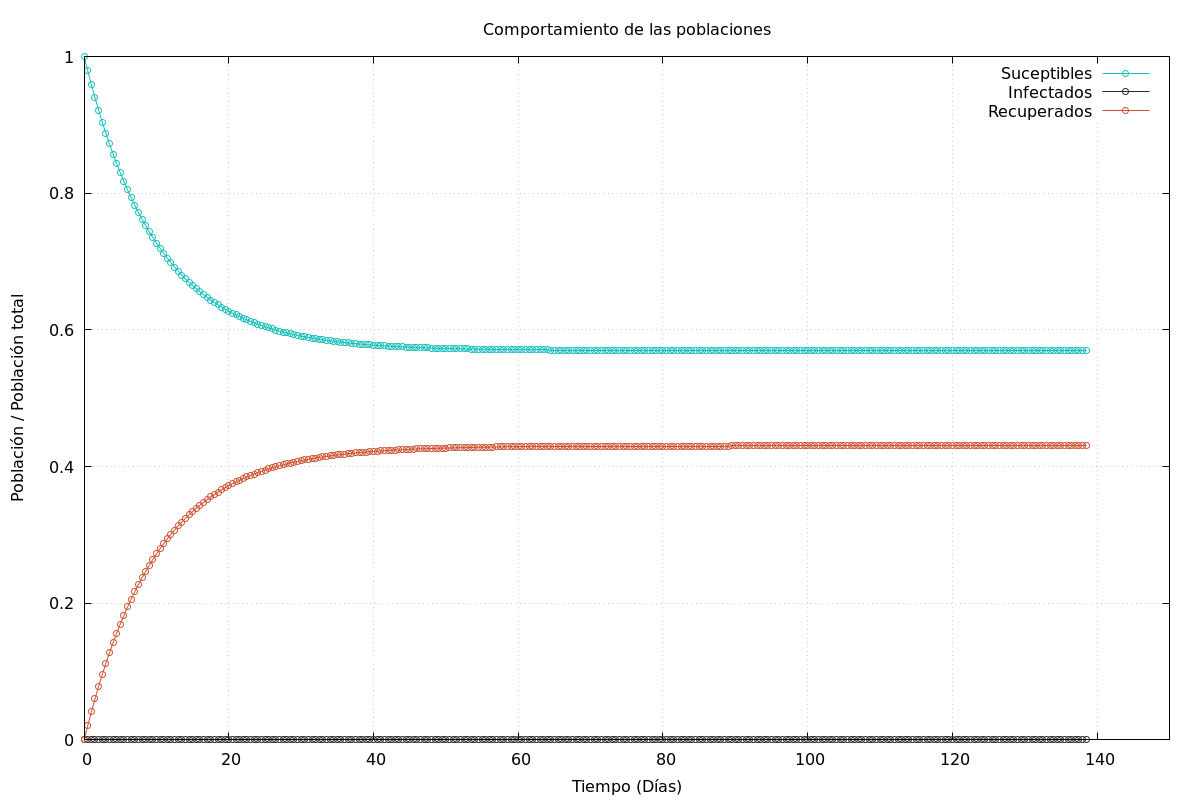 Comportamiento de las poblaciones
Suceptibles
Infectados
Recuperados
1
0.8
0.6
0.4
0.2
0
Población / Población total
0 20 40 60 80 100 120 140
Tiempo (Días)